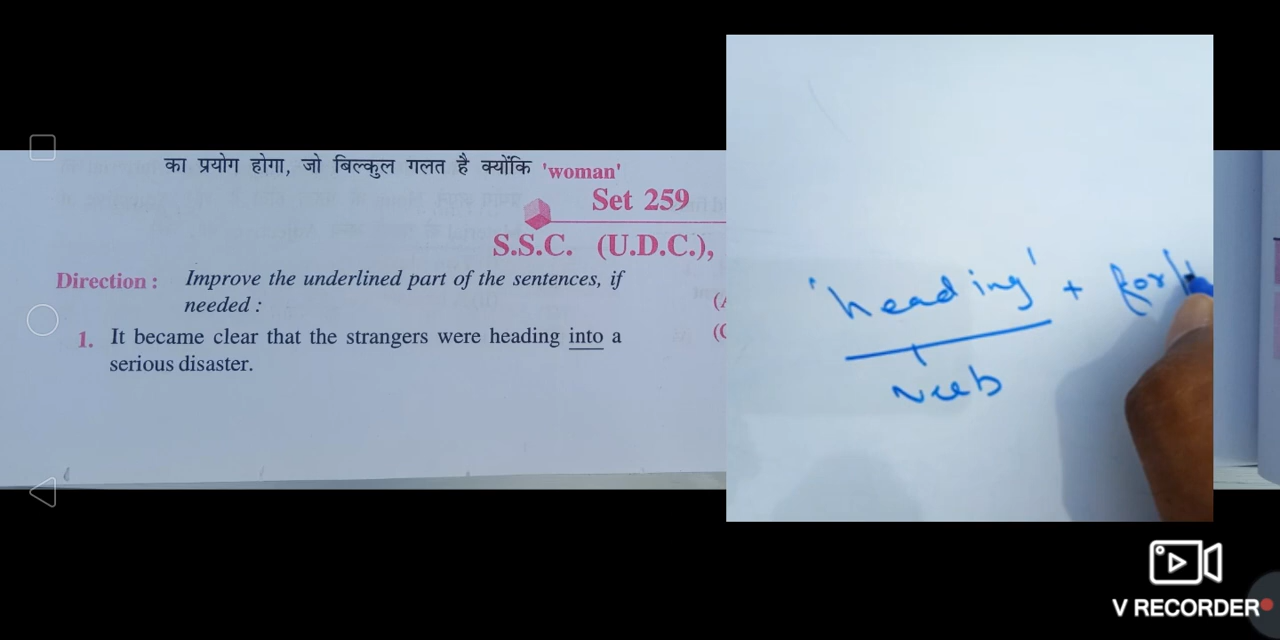 का प्रयोग होगा, जो बिल्कुल गलत है क्योंकि 'woman'
Set 259
S.S.C. (U.D.C.),
Direction : Improve the underlined part of the sentences, if
needed :
(A
1. It became clear that the strangers were heading into a
(C
serious disaster.
'heading' + for/
Verb
V RECORDER